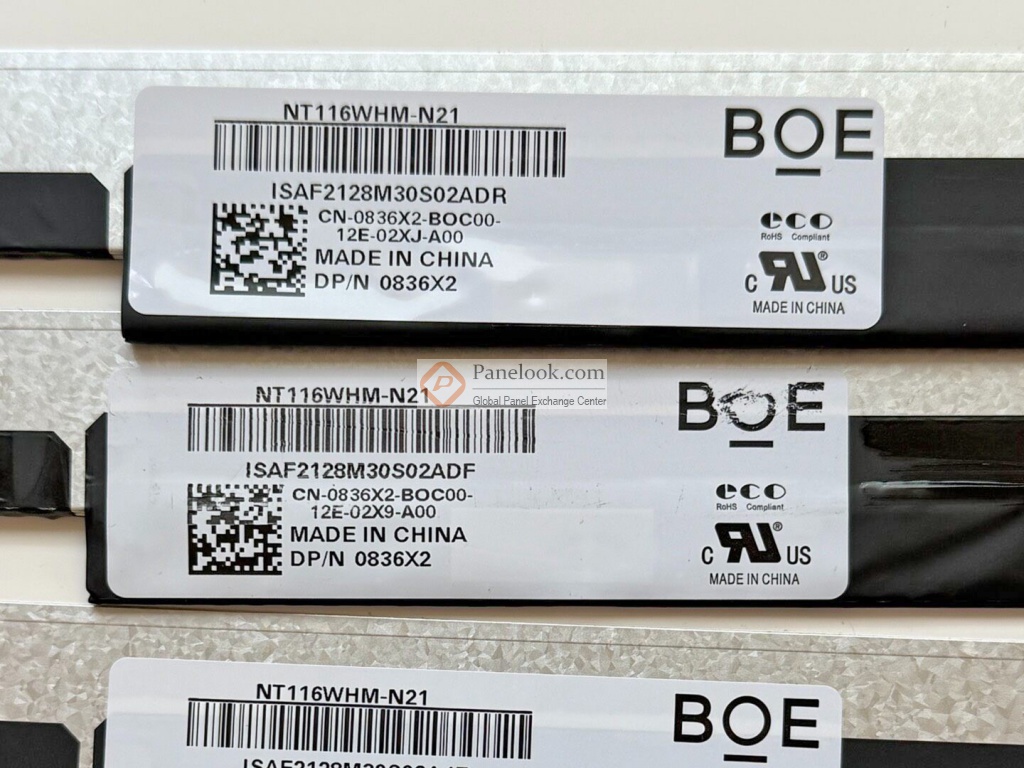 NT116WHM-N21
BOE
ISAF2128M30S02ADR
CN-0836X2-BOC00-
12E-02XJ-A00
MADE IN CHINA
DP/N 0836X2
eco
RoHS Compliant
c RU® US
MADE IN CHINA
Panelook.com
Global Panel Exchange Center
NT116WHM-N21
BOE
ISAF2128M30S02ADF
CN-0836X2-BOC00-
12E-02X9-A00
MADE IN CHINA
DP/N 0836X2
eco
RoHS Compliant
c RU® US
MADE IN CHINA
NT116WHM-N21
BOE